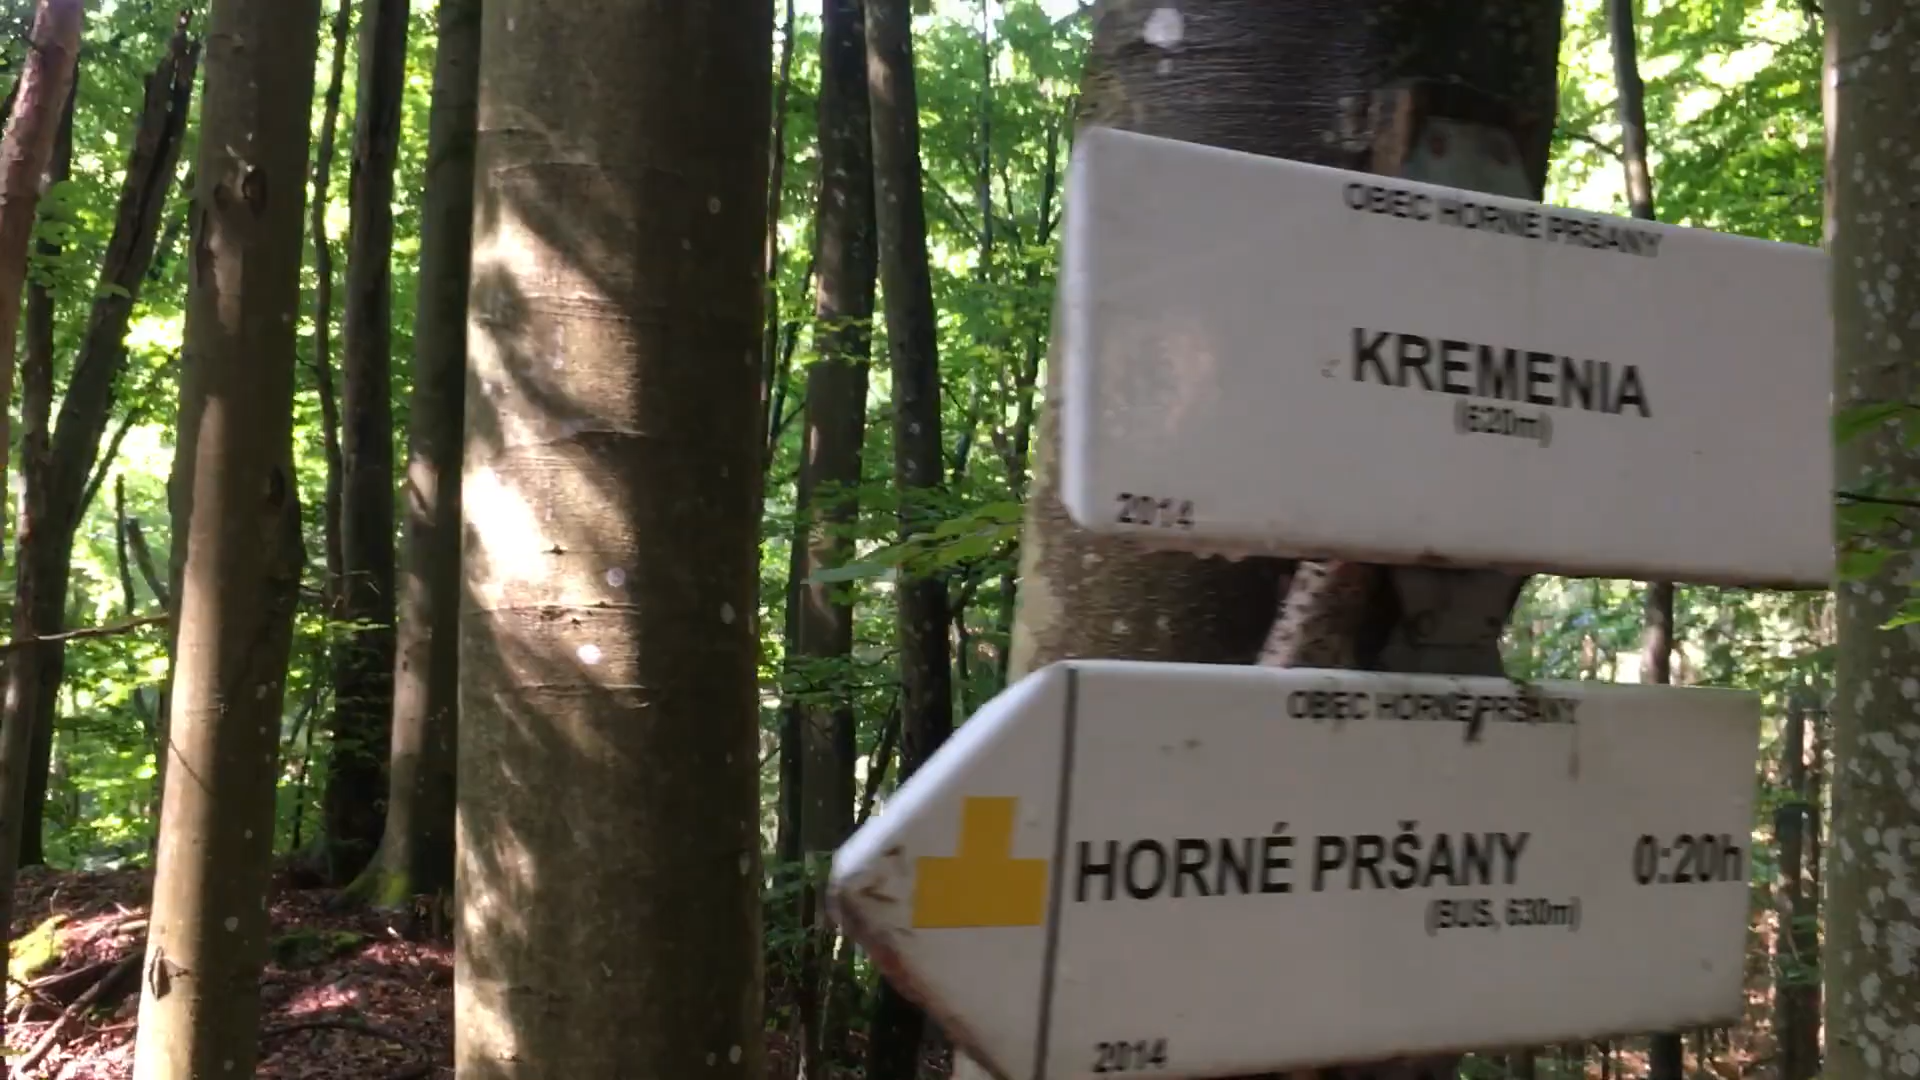 OBEC HORNÉ PRŠANY
KREMENIA
(620m)
2014
OBEC HORNÉ PRŠANY
HORNÉ PRŠANY 0:20h
(BUS, 630m)
2014